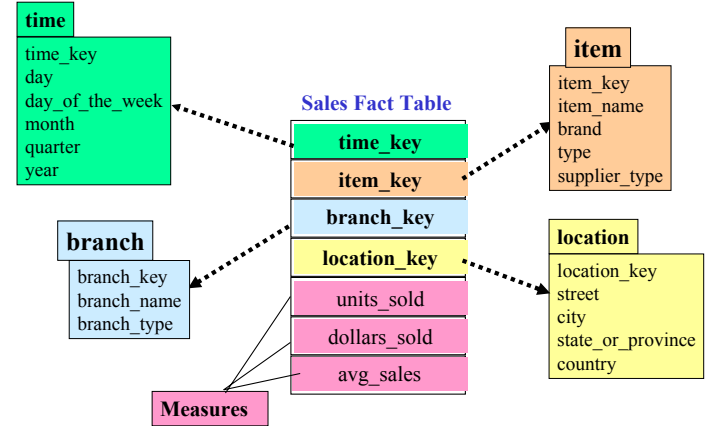 time
time_key
day
day_of_the_week
month
quarter
year
item
item_key
item_name
brand
type
supplier_type
Sales Fact Table
time_key
item_key
branch_key
location_key
units_sold
dollars_sold
avg_sales
Measures
branch
branch_key
branch_name
branch_type
location
location_key
street
city
state_or_province
country